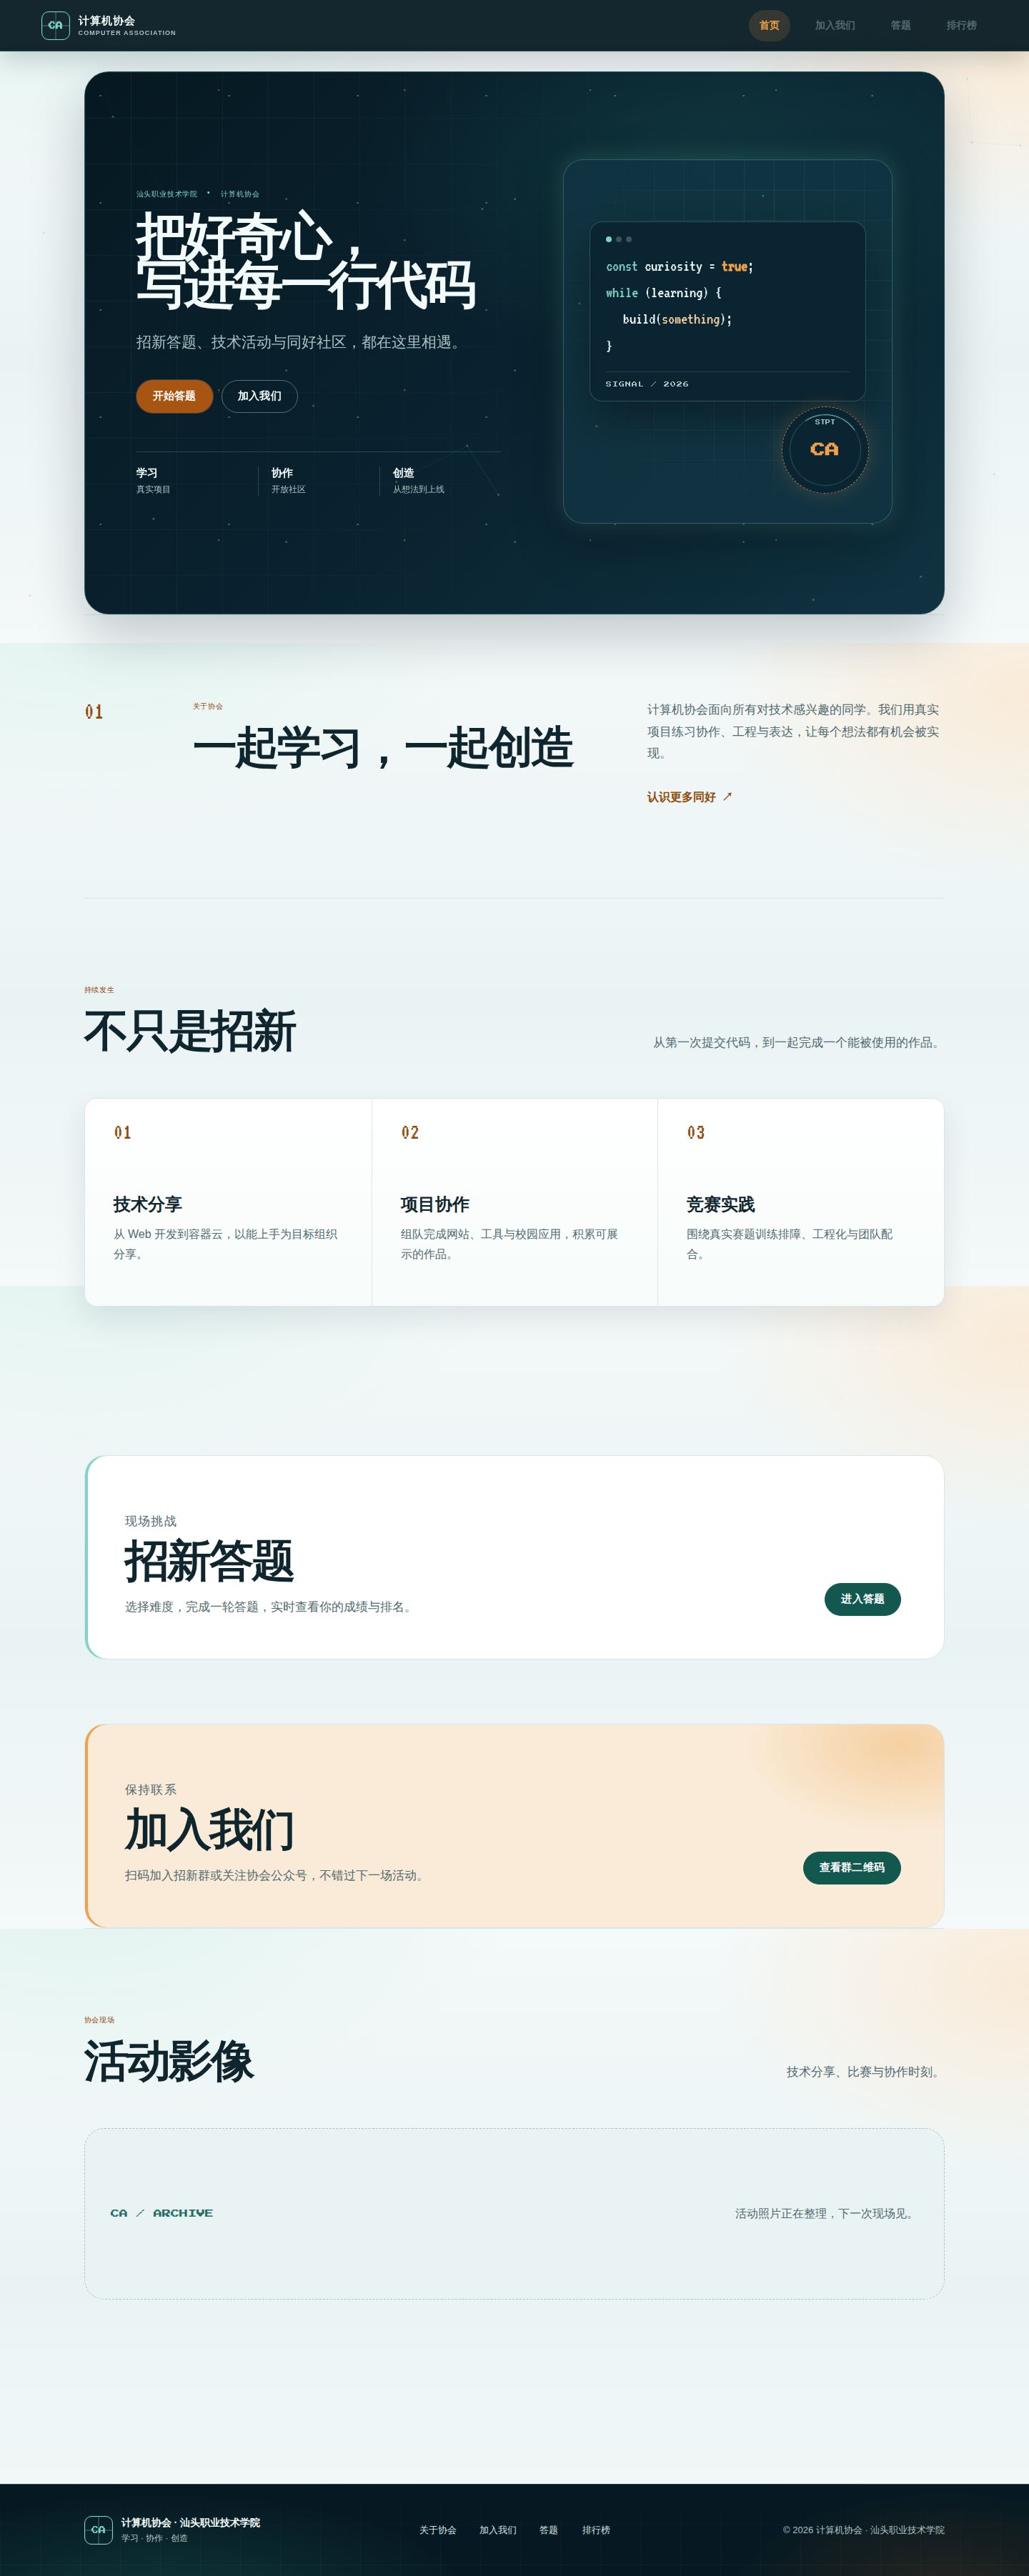 CA
计算机协会
COMPUTER ASSOCIATION
首页 加入我们 答题 排行榜
汕头职业技术学院 • 计算机协会
把好奇心，
写进每一行代码
招新答题、技术活动与同好社区，都在这里相遇。
开始答题 加入我们
学习 协作 创造
真实项目 开放社区 从想法到上线
const curiosity = true;
while (learning) {
build(something);
}
SIGNAL / 2026
STPT
CA
01
关于协会
一起学习，一起创造
计算机协会面向所有对技术感兴趣的同学。我们用真实
项目练习协作、工程与表达，让每个想法都有机会被实
现。
认识更多同好 ↗
持续发生
不只是招新
从第一次提交代码，到一起完成一个能被使用的作品。
01
技术分享
从 Web 开发到容器云，以能上手为目标组织
分享。
02
项目协作
组队完成网站、工具与校园应用，积累可展
示的作品。
03
竞赛实践
围绕真实赛题训练排障、工程化与团队配
合。
现场挑战
招新答题
选择难度，完成一轮答题，实时查看你的成绩与排名。
进入答题
保持联系
加入我们
扫码加入招新群或关注协会公众号，不错过下一场活动。
查看群二维码
协会现场
活动影像
技术分享、比赛与协作时刻。
CA / ARCHIVE
活动照片正在整理，下一次现场见。
CA
计算机协会 · 汕头职业技术学院
学习 · 协作 · 创造
关于协会 加入我们 答题 排行榜
© 2026 计算机协会 · 汕头职业技术学院